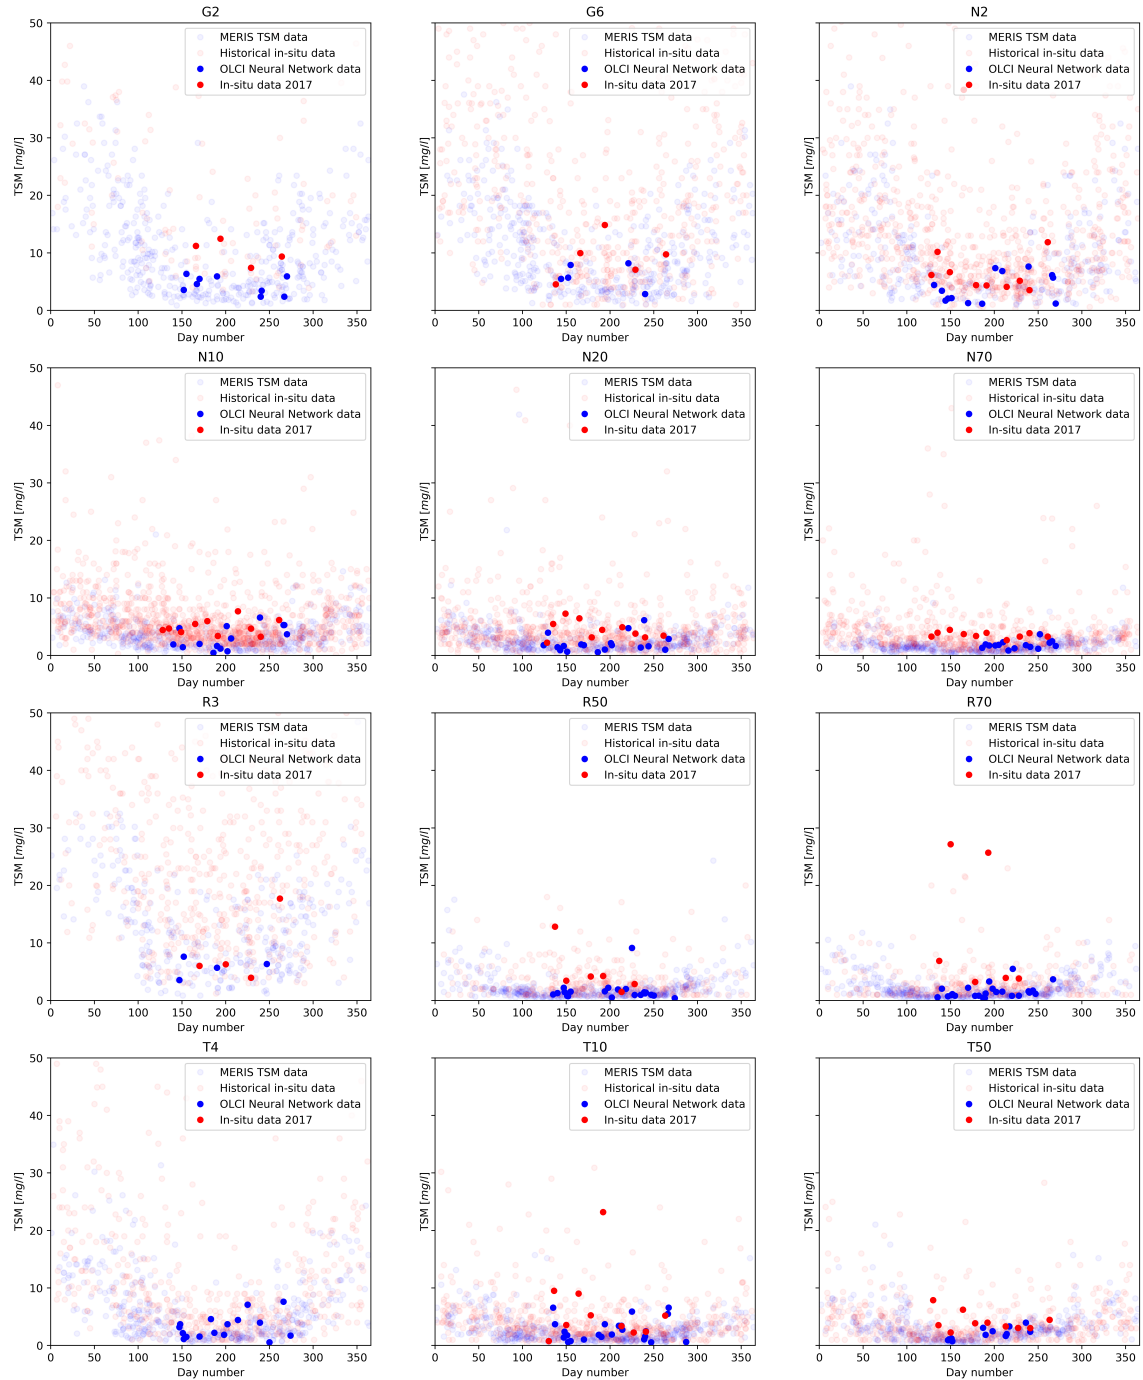 G2
50
40
30
20
10
0
TSM [mg/l]
MERIS TSM data
Historical in-situ data
OLCI Neural Network data
In-situ data 2017
0 50 100 150 200 250 300 350
Day number
G6
TSM [mg/l]
MERIS TSM data
Historical in-situ data
OLCI Neural Network data
In-situ data 2017
0 50 100 150 200 250 300 350
Day number
N2
TSM [mg/l]
MERIS TSM data
Historical in-situ data
OLCI Neural Network data
In-situ data 2017
0 50 100 150 200 250 300 350
Day number
N10
50
40
30
20
10
0
TSM [mg/l]
MERIS TSM data
Historical in-situ data
OLCI Neural Network data
In-situ data 2017
0 50 100 150 200 250 300 350
Day number
N20
TSM [mg/l]
MERIS TSM data
Historical in-situ data
OLCI Neural Network data
In-situ data 2017
0 50 100 150 200 250 300 350
Day number
N70
TSM [mg/l]
MERIS TSM data
Historical in-situ data
OLCI Neural Network data
In-situ data 2017
0 50 100 150 200 250 300 350
Day number
R3
50
40
30
20
10
0
TSM [mg/l]
MERIS TSM data
Historical in-situ data
OLCI Neural Network data
In-situ data 2017
0 50 100 150 200 250 300 350
Day number
R50
TSM [mg/l]
MERIS TSM data
Historical in-situ data
OLCI Neural Network data
In-situ data 2017
0 50 100 150 200 250 300 350
Day number
R70
TSM [mg/l]
MERIS TSM data
Historical in-situ data
OLCI Neural Network data
In-situ data 2017
0 50 100 150 200 250 300 350
Day number
T4
50
40
30
20
10
0
TSM [mg/l]
MERIS TSM data
Historical in-situ data
OLCI Neural Network data
In-situ data 2017
0 50 100 150 200 250 300 350
Day number
T10
TSM [mg/l]
MERIS TSM data
Historical in-situ data
OLCI Neural Network data
In-situ data 2017
0 50 100 150 200 250 300 350
Day number
T50
TSM [mg/l]
MERIS TSM data
Historical in-situ data
OLCI Neural Network data
In-situ data 2017
0 50 100 150 200 250 300 350
Day number